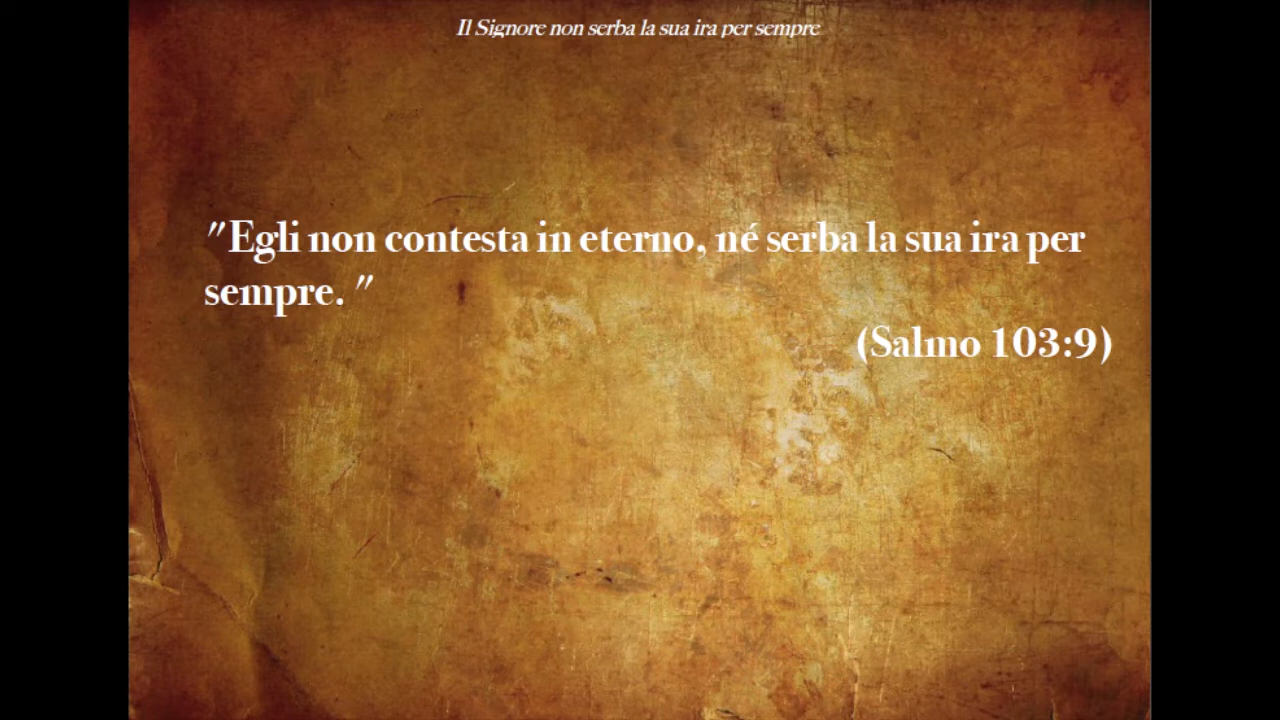 Il Signore non serba la sua ira per sempre
"Egli non contesta in eterno, né serba la sua ira per
sempre. "
(Salmo 103:9)